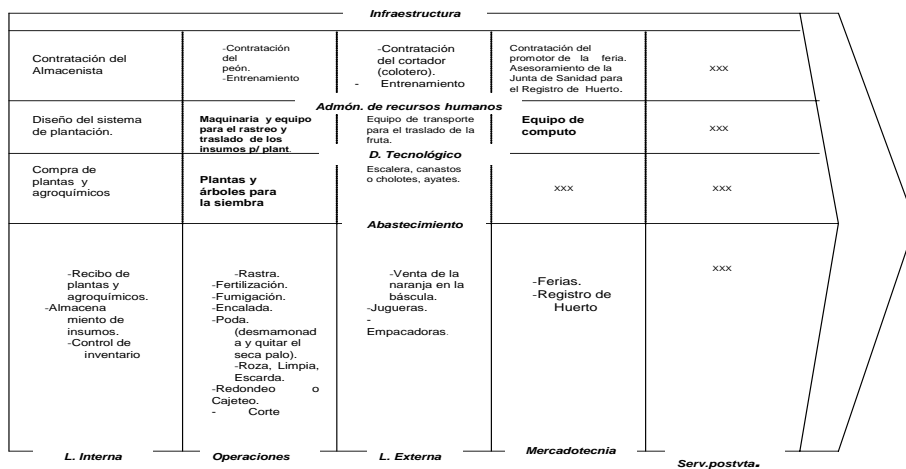 Infraestructura
Contratación del
Almacenista
-Contratación
del
peón.
-Entrenamiento
-Contratación
del cortador
(colotero).
- Entrenamiento
Contratación del
promotor de la feria.
Asesoramiento de la
Junta de Sanidad para
el Registro de Huerto.
xxx
Admón. de recursos humanos
Diseño del sistema
de plantación.
Maquinaria y equipo
para el rastreo y
traslado de los
insumos p/ plant.
Equipo de transporte
para el traslado de la
fruta.
Equipo de
computo
xxx
D. Tecnológico
Compra de
plantas y
agroquímicos
Plantas y
árboles para
la siembra
Escalera, canastos
o cholotes, ayates.
xxx
xxx
Abastecimiento
-Recibo de
plantas y
agroquímicos.
-Almacena
miento de
insumos.
-Control de
inventario
-Rastra.
-Fertilización.
-Fumigación.
-Encalada.
-Poda.
(desmamonad
a y quitar el
seca palo).
-Roza, Limpia,
Escarda.
-Redondeo o
Cajeteo.
- Corte
-Venta de la
naranja en la
báscula.
-Jugueras.
-
Empacadoras.
-Ferias.
-Registro de
Huerto
xxx
L. Interna
Operaciones
L. Externa
Mercadotecnia
Serv.postvta.